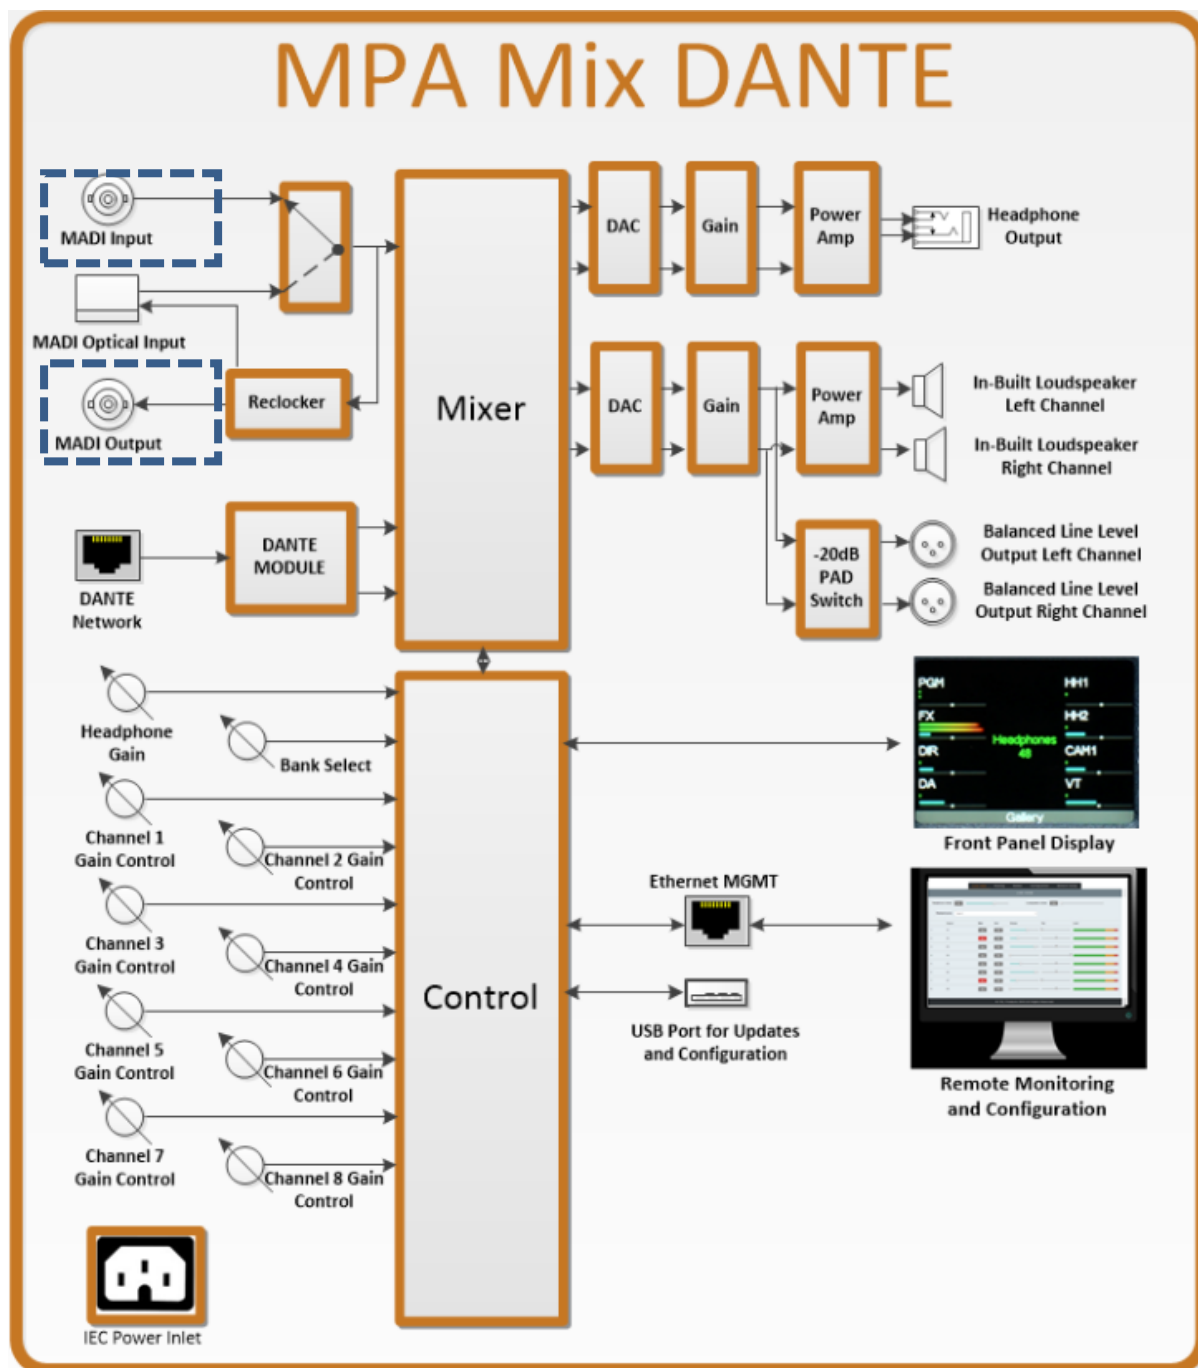 MPA Mix DANTE
MADI Input
MADI Optical Input
MADI Output
Reclocker
DANTE
MODULE
DANTE
Network
Mixer
DAC
Gain
Power
Amp
Headphone
Output
DAC
Gain
Power
Amp
In-Built Loudspeaker
Left Channel
In-Built Loudspeaker
Right Channel
-20dB
PAD
Switch
Balanced Line Level
Output Left Channel
Balanced Line Level
Output Right Channel
Headphone
Gain
Bank Select
Channel 1
Gain Control
Channel 2 Gain
Control
Channel 3
Gain Control
Channel 4 Gain
Control
Channel 5
Gain Control
Channel 6 Gain
Control
Channel 7
Gain Control
Channel 8 Gain
Control
Control
PGM
HH1
FX
HH2
Headphones
48
DIR
CAM1
DA
VT
Gallery
Front Panel Display
Ethernet MGMT
USB Port for Updates
and Configuration
Remote Monitoring
and Configuration
IEC Power Inlet